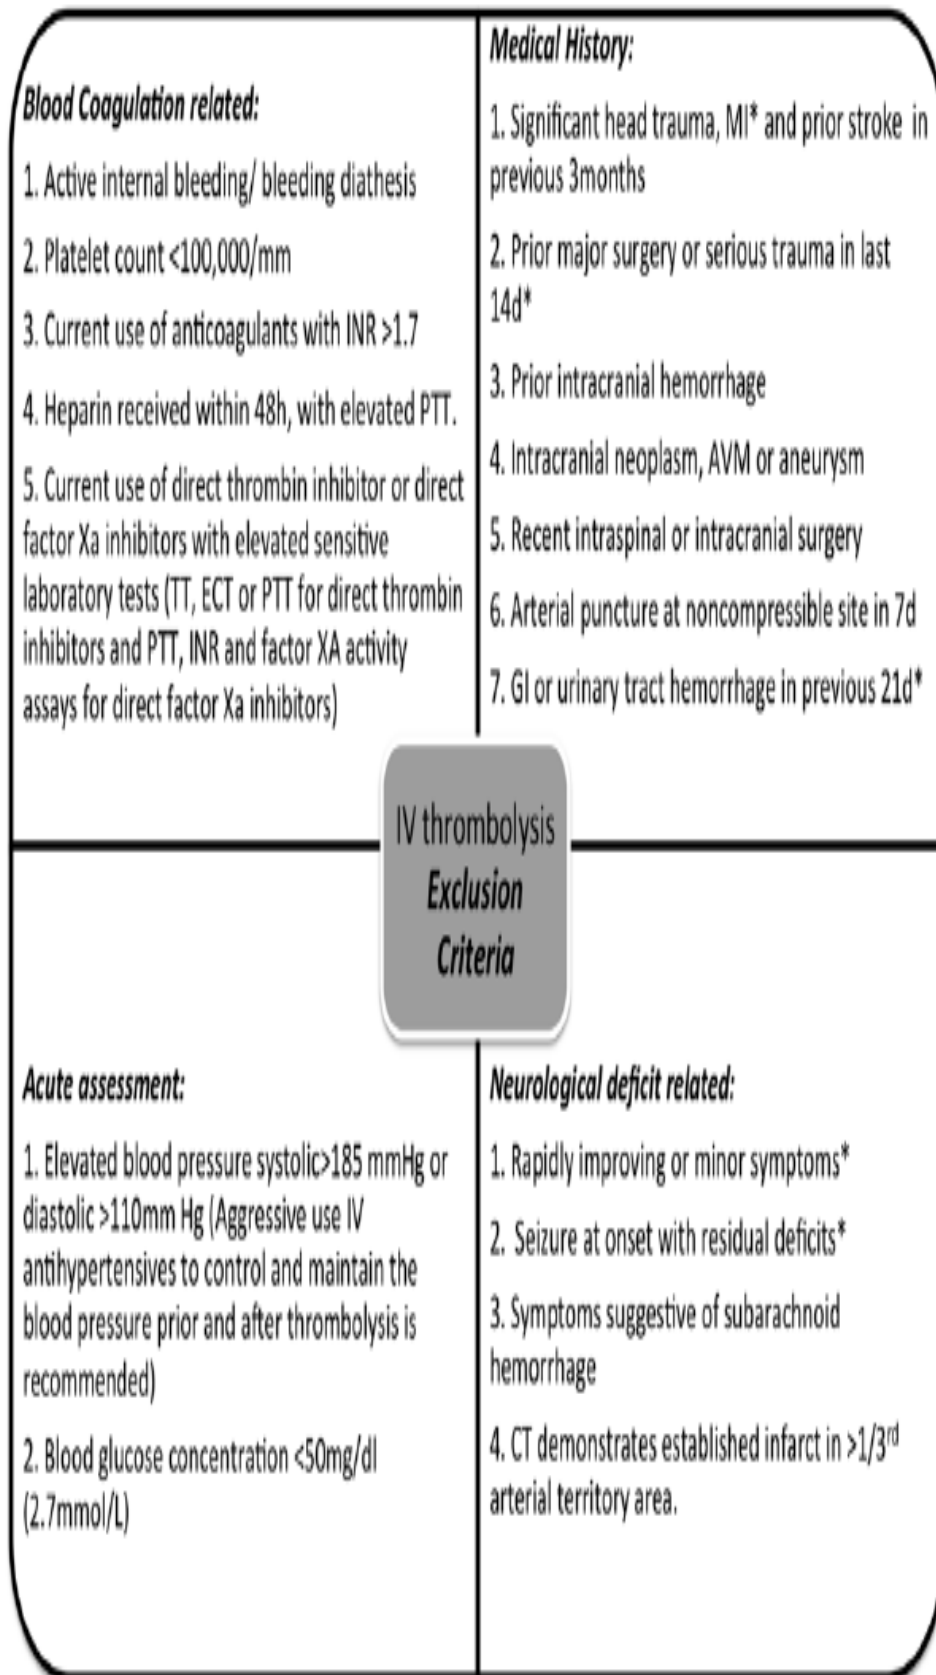 Blood Coagulation related:
1. Active internal bleeding/ bleeding diathesis
2. Platelet count <100,000/mm
3. Current use of anticoagulants with INR >1.7
4. Heparin received within 48h, with elevated PTT.
5. Current use of direct thrombin inhibitor or direct
factor Xa inhibitors with elevated sensitive
laboratory tests (TT, ECT or PTT for direct thrombin
inhibitors and PTT, INR and factor XA activity
assays for direct factor Xa inhibitors)
Medical History:
1. Significant head trauma, MI* and prior stroke in
previous 3months
2. Prior major surgery or serious trauma in last
14d*
3. Prior intracranial hemorrhage
4. Intracranial neoplasm, AVM or aneurysm
5. Recent intraspinal or intracranial surgery
6. Arterial puncture at noncompressible site in 7d
7. GI or urinary tract hemorrhage in previous 21d*
IV thrombolysis
Exclusion
Criteria
Acute assessment:
1. Elevated blood pressure systolic>185 mmHg or
diastolic >110mm Hg (Aggressive use IV
antihypertensives to control and maintain the
blood pressure prior and after thrombolysis is
recommended)
2. Blood glucose concentration <50mg/dl
(2.7mmol/L)
Neurological deficit related:
1. Rapidly improving or minor symptoms*
2. Seizure at onset with residual deficits*
3. Symptoms suggestive of subarachnoid
hemorrhage
4. CT demonstrates established infarct in >1/3rd
arterial territory area.